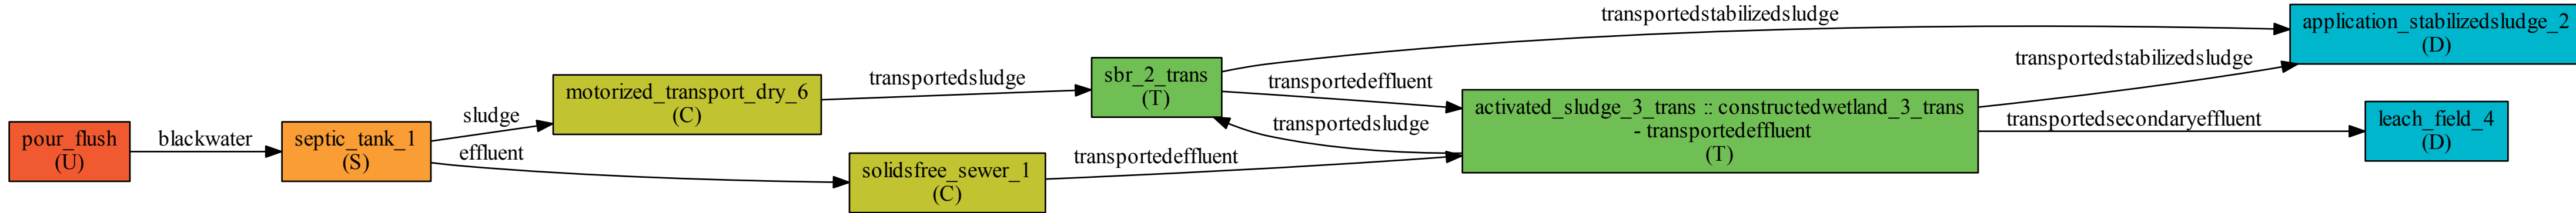 pour_flush
(U)
blackwater
septic_tank_1
(S)
sludge
effluent
motorized_transport_dry_6
(C)
solidsfree_sewer_1
(C)
transportedsludge
transportedeffluent
sbr_2_trans
(T)
transportedstabilizedsludge
transportedeffluent
transportedsludge
activated_sludge_3_trans :: constructedwetland_3_trans
- transportedeffluent
(T)
transportedstabilizedsludge
transportedsecondaryeffluent
application_stabilizedsludge_2
(D)
leach_field_4
(D)